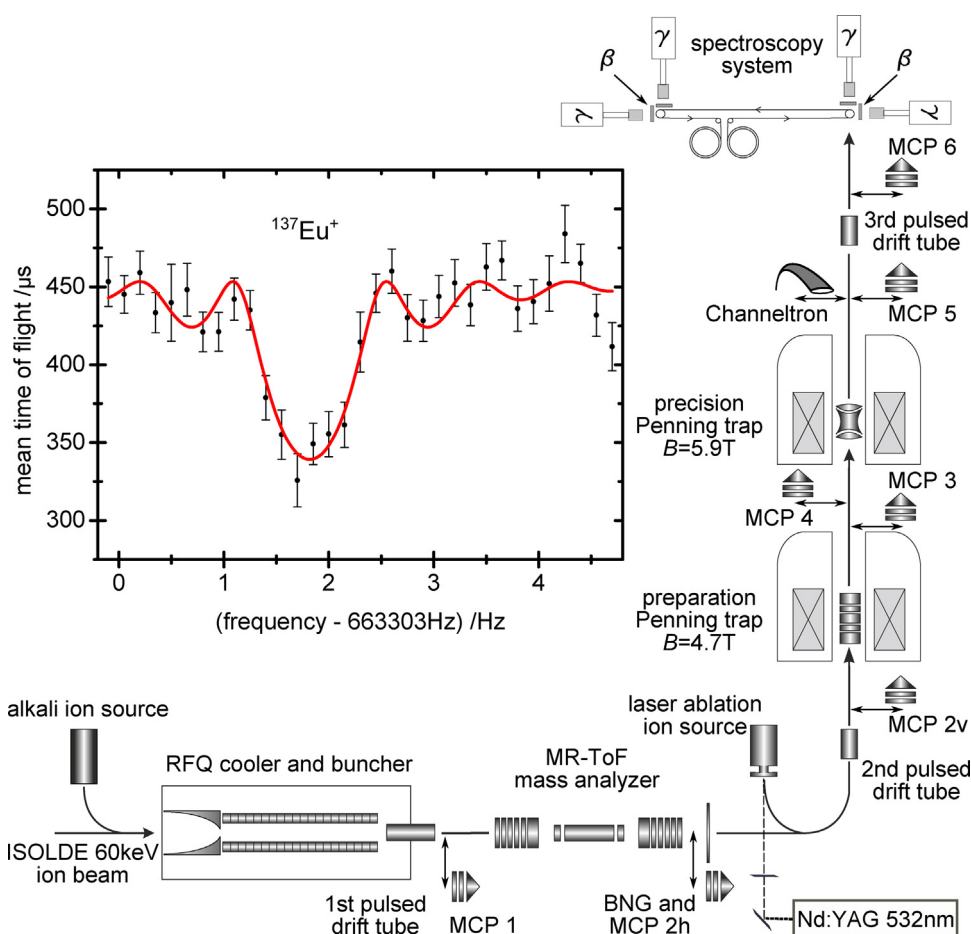 γ
γ
spectroscopy
system
β
β
γ
γ
MCP 6
3rd pulsed
drift tube
Channeltron
MCP 5
precision
Penning trap
B=5.9T
MCP 3
MCP 4
preparation
Penning trap
B=4.7T
MCP 2v
2nd pulsed
drift tube
mean time of flight /μs
500
450
400
350
300
¹³⁷Eu⁺
0
1
2
3
4
(frequency - 663303Hz) /Hz
alkali ion source
RFQ cooler and buncher
MR-ToF
mass analyzer
laser ablation
ion source
ISOLDE 60keV
ion beam
1st pulsed
drift tube
MCP 1
BNG and
MCP 2h
Nd:YAG 532nm